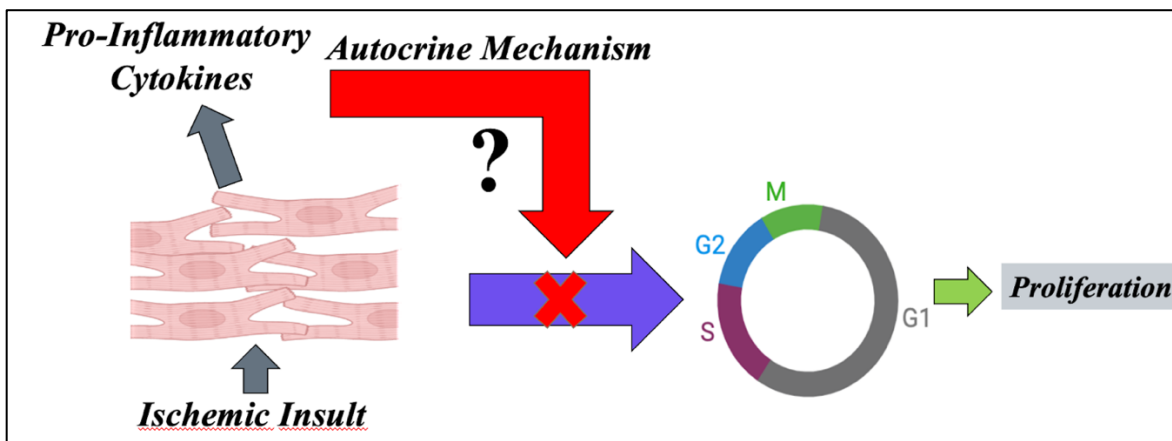 Pro-Inflammatory
Cytokines
Autocrine Mechanism
?
M
G2
S
G1
Proliferation
Ischemic Insult